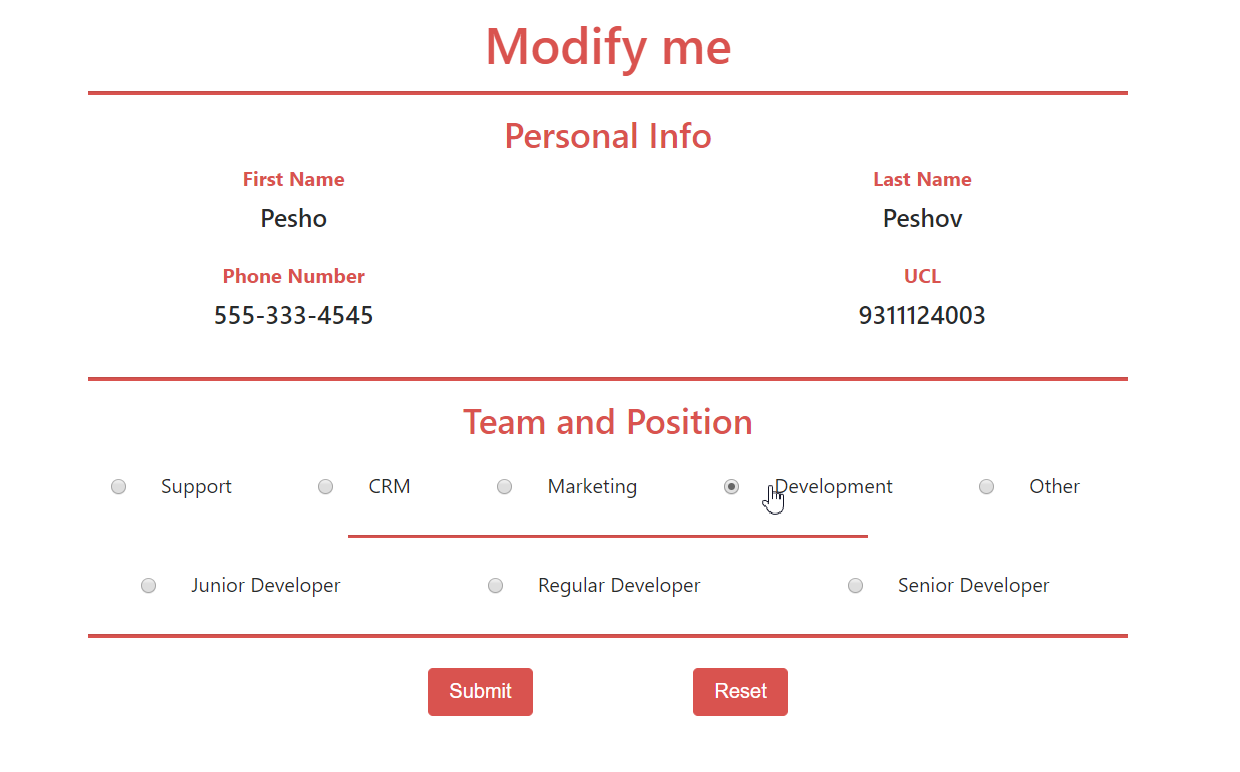 Modify me
Personal Info
First Name Last Name
Pesho Peshov
Phone Number UCL
555-333-4545 9311124003
Team and Position
Support CRM Marketing Development Other
Junior Developer Regular Developer Senior Developer
Submit Reset